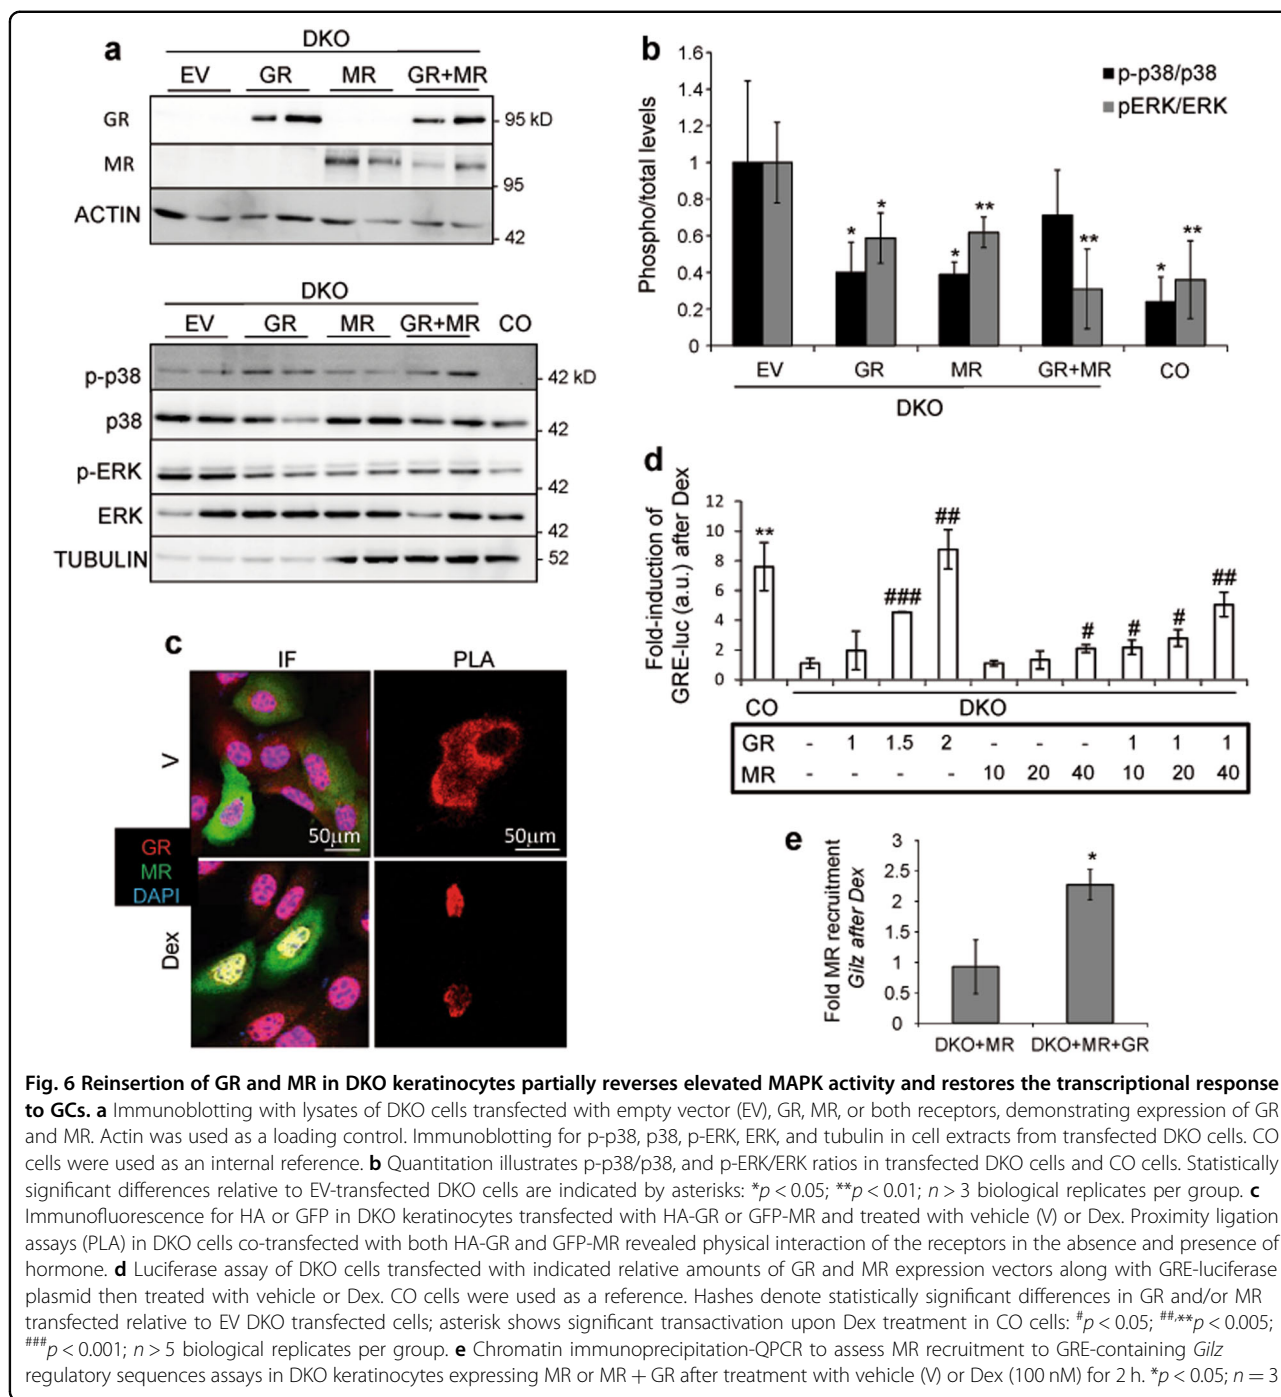 a
DKO
EV GR MR GR+MR
GR
- 95 kD
MR
- 95
ACTIN
- 42
DKO
EV GR MR GR+MR CO
p-p38
- 42 kD
p38
- 42
p-ERK
- 42
ERK
- 42
TUBULIN
- 52
b
Phospho/total levels
1.6
1.4
1.2
1
0.8
0.6
0.4
0.2
0
p-p38/p38
pERK/ERK
* * * ** ** * **
EV GR MR GR+MR CO
DKO
c
IF PLA
V
50µm 50µm
GR
MR
DAPI
Dex
d
Fold-induction of
GRE-luc (a.u.) after Dex
12
10
8
6
4
2
0
** ### ## # # # ##
CO DKO
GR - 1 1.5 2 - - - 1 1 1
MR - - - - 10 20 40 10 20 40
e
Fold MR recruitment
Gilz after Dex
3
2.5
2
1.5
1
0.5
0
*
DKO+MR DKO+MR+GR
Fig. 6 Reinsertion of GR and MR in DKO keratinocytes partially reverses elevated MAPK activity and restores the transcriptional response
to GCs. a Immunoblotting with lysates of DKO cells transfected with empty vector (EV), GR, MR, or both receptors, demonstrating expression of GR
and MR. Actin was used as a loading control. Immunoblotting for p-p38, p38, p-ERK, ERK, and tubulin in cell extracts from transfected DKO cells. CO
cells were used as an internal reference. b Quantitation illustrates p-p38/p38, and p-ERK/ERK ratios in transfected DKO cells and CO cells. Statistically
significant differences relative to EV-transfected DKO cells are indicated by asterisks: *p < 0.05; **p < 0.01; n > 3 biological replicates per group. c
Immunofluorescence for HA or GFP in DKO keratinocytes transfected with HA-GR or GFP-MR and treated with vehicle (V) or Dex. Proximity ligation
assays (PLA) in DKO cells co-transfected with both HA-GR and GFP-MR revealed physical interaction of the receptors in the absence and presence of
hormone. d Luciferase assay of DKO cells transfected with indicated relative amounts of GR and MR expression vectors along with GRE-luciferase
plasmid then treated with vehicle or Dex. CO cells were used as a reference. Hashes denote statistically significant differences in GR and/or MR
transfected relative to EV DKO transfected cells; asterisk shows significant transactivation upon Dex treatment in CO cells: #p < 0.05; ##,**p < 0.005;
###p < 0.001; n > 5 biological replicates per group. e Chromatin immunoprecipitation-QPCR to assess MR recruitment to GRE-containing Gilz
regulatory sequences assays in DKO keratinocytes expressing MR or MR + GR after treatment with vehicle (V) or Dex (100 nM) for 2 h. *p < 0.05; n = 3